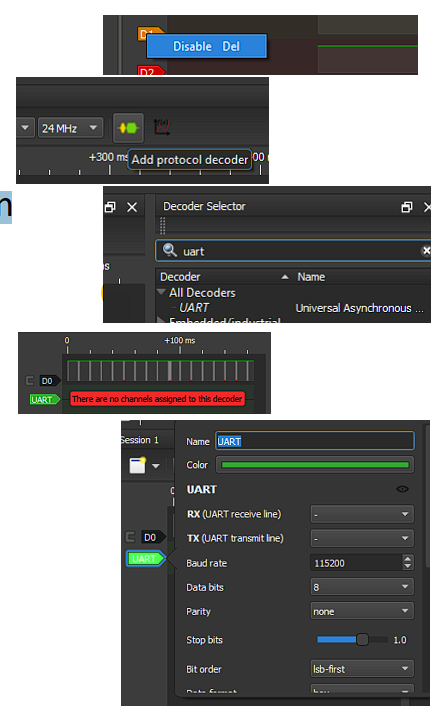 D1
Disable Del
D2
24 MHz
+300 ms
Add protocol decoder
n
Decoder Selector
uart
Decoder Name
All Decoders
UART Universal Asynchronous ...
Embedded/industrial
0 +100 ms
D0
UART There are no channels assigned to this decoder
Session 1
Name UART
Color
UART
RX (UART receive line) -
D0 TX (UART transmit line) -
UART Baud rate 115200
Data bits 8
Parity none
Stop bits 1.0
Bit order lsb-first
Data format hex